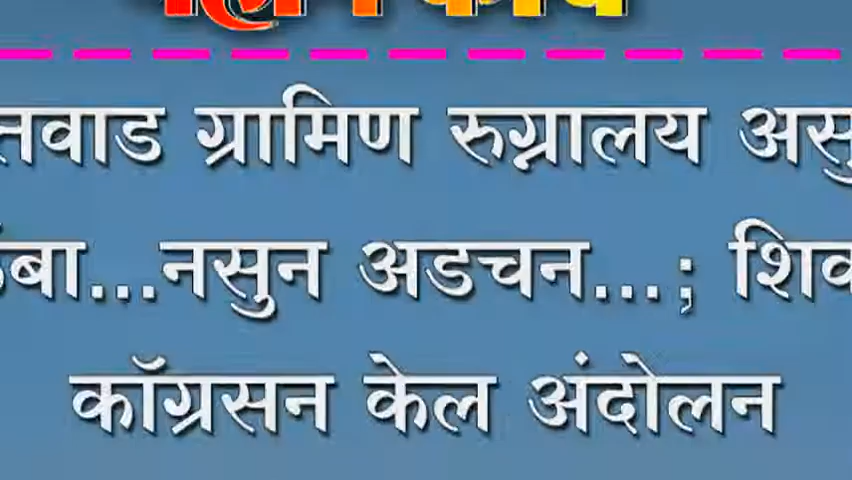 तवाड ग्रामिण रुग्नालय असु
बा...नसुन अडचन...; शिव
कॉग्रसन केल अंदोलन